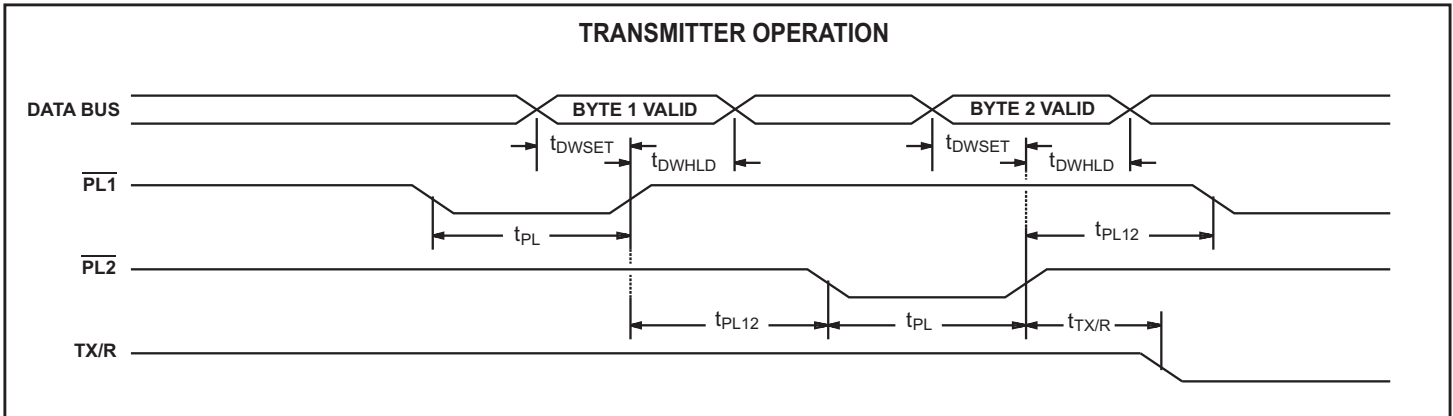 TRANSMITTER OPERATION
DATA BUS
BYTE 1 VALID
BYTE 2 VALID
tDWSET
tDWHLD
tDWSET
tDWHLD
PL1
tPL
tPL12
PL2
tPL12
tPL
tTX/R
TX/R